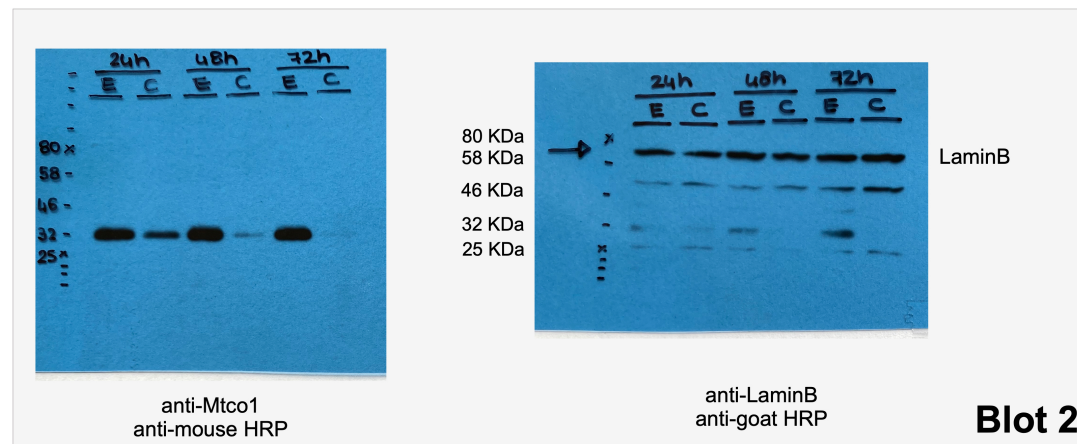 24h 48h 72h
E C E C E C
80
58
46
32
25
anti-Mtco1
anti-mouse HRP
24h 48h 72h
E C E C E C
80 KDa
58 KDa
46 KDa
32 KDa
25 KDa
LaminB
anti-LaminB
anti-goat HRP
Blot 2